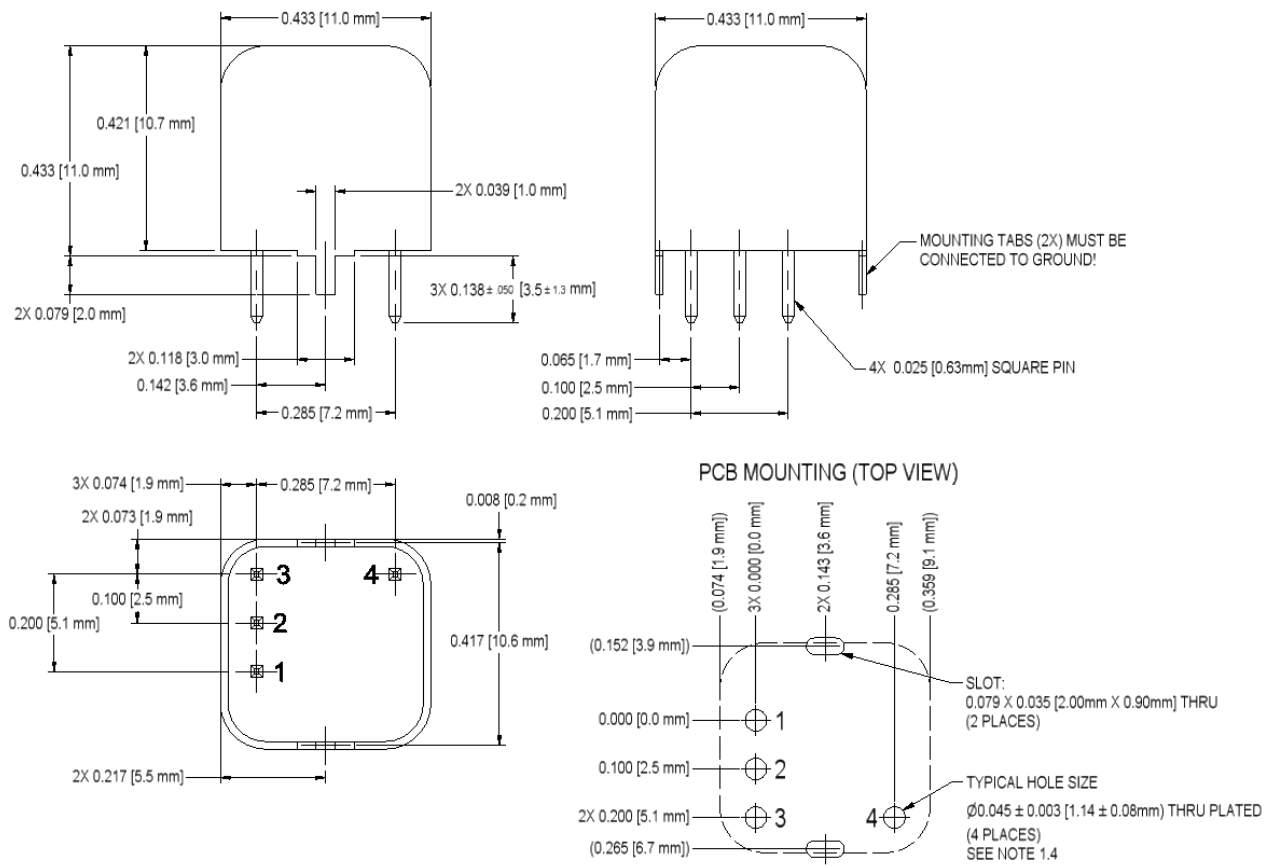 0.433 [11.0 mm]
0.433 [11.0 mm]
0.421 [10.7 mm]
0.433 [11.0 mm]
2X 0.039 [1.0 mm]
MOUNTING TABS (2X) MUST BE
CONNECTED TO GROUND!
3X 0.138± .050 [3.5± 1.3 mm]
2X 0.079 [2.0 mm]
2X 0.118 [3.0 mm]
0.142 [3.6 mm]
0.285 [7.2 mm]
0.065 [1.7 mm]
0.100 [2.5 mm]
0.200 [5.1 mm]
4X 0.025 [0.63mm] SQUARE PIN
3X 0.074 [1.9 mm]
0.285 [7.2 mm]
0.008 [0.2 mm]
2X 0.073 [1.9 mm]
3
4
0.100 [2.5 mm]
0.200 [5.1 mm]
2
0.417 [10.6 mm]
1
2X 0.217 [5.5 mm]
PCB MOUNTING (TOP VIEW)
(0.074 [1.9 mm])
3X 0.000 [0.0 mm]
2X 0.143 [3.6 mm]
0.285 [7.2 mm]
(0.359 [9.1 mm])
(0.152 [3.9 mm])
SLOT:
0.079 X 0.035 [2.00mm X 0.90mm] THRU
(2 PLACES)
0.000 [0.0 mm]
1
0.100 [2.5 mm]
2
TYPICAL HOLE SIZE
Ø0.045 ± 0.003 [1.14 ± 0.08mm) THRU PLATED
(4 PLACES)
SEE NOTE 1.4
2X 0.200 [5.1 mm]
3
4
(0.265 [6.7 mm])